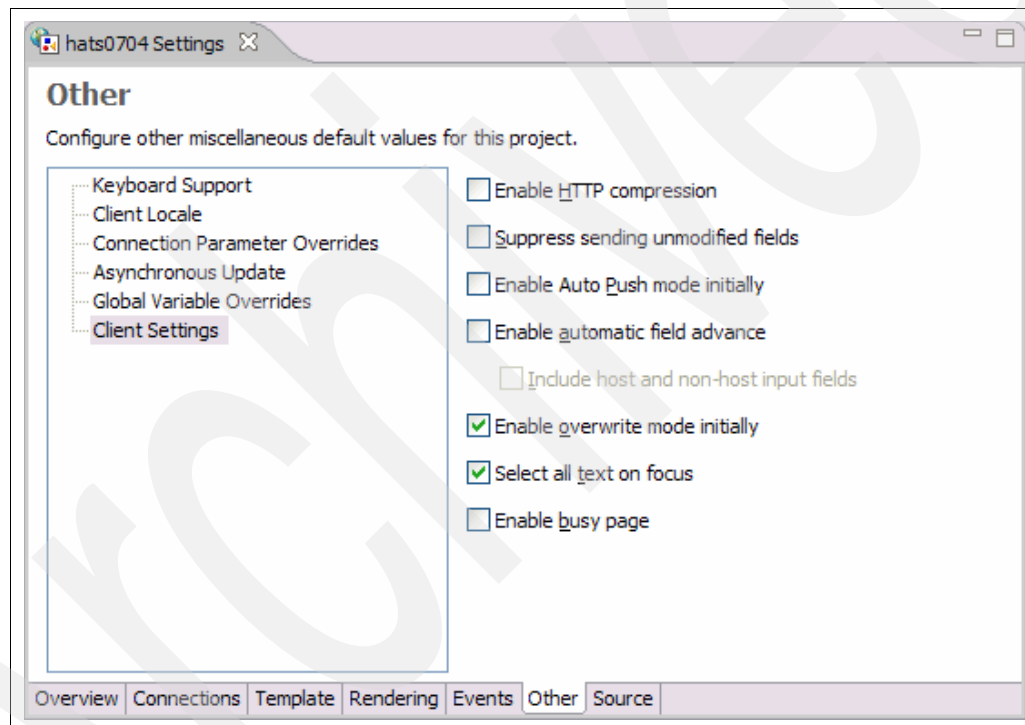 hats0704 Settings
Other
Configure other miscellaneous default values for this project.
Keyboard Support
Client Locale
Connection Parameter Overrides
Asynchronous Update
Global Variable Overrides
Client Settings
Enable HTTP compression
Suppress sending unmodified fields
Enable Auto Push mode initially
Enable automatic field advance
Include host and non-host input fields
Enable overwrite mode initially
Select all text on focus
Enable busy page
Overview Connections Template Rendering Events Other Source